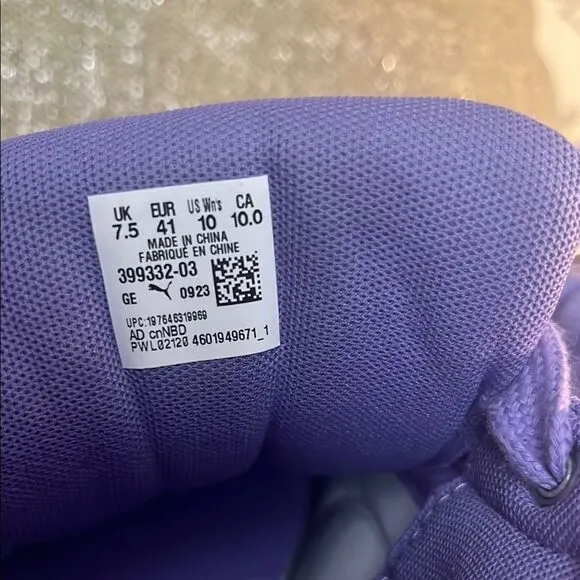 UK EUR US Wn's CA
7.5 41 10 10.0
MADE IN CHINA
FABRIQUÉ EN CHINE
399332-03
GE 0923
UPC:197646319969
AD cnNBD
PWL02120 4601949671_1